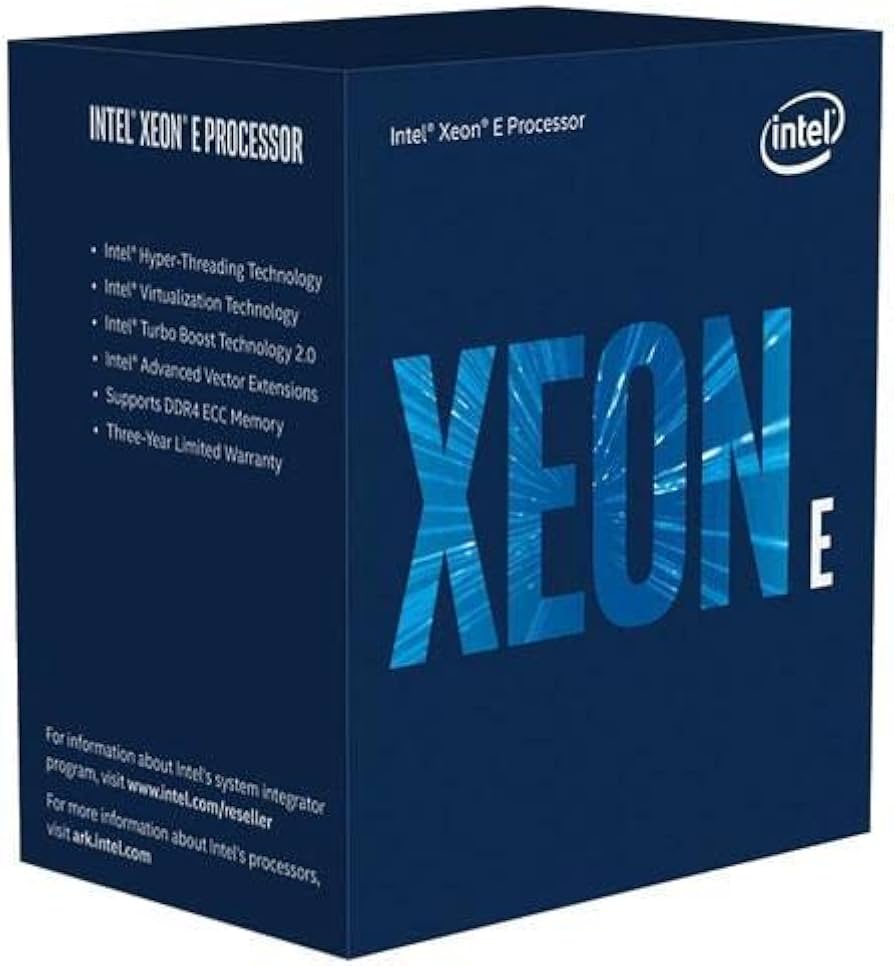 INTEL® XEON® E PROCESSOR
• Intel® Hyper-Threading Technology
• Intel® Virtualization Technology
• Intel® Turbo Boost Technology 2.0
• Intel® Advanced Vector Extensions
• Supports DDR4 ECC Memory
• Three-Year Limited Warranty
For information about Intel's system integrator
program, visit www.intel.com/reseller
For more information about Intel's processors,
visit ark.intel.com
Intel® Xeon® E Processor
intel®
XEON
E